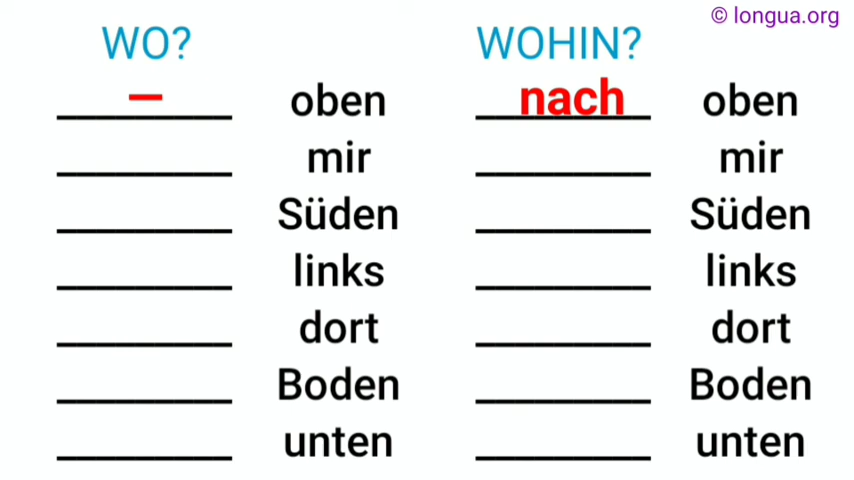 © longua.org
WO? WOHIN?
— oben nach oben
mir mir
Süden Süden
links links
dort dort
Boden Boden
unten unten